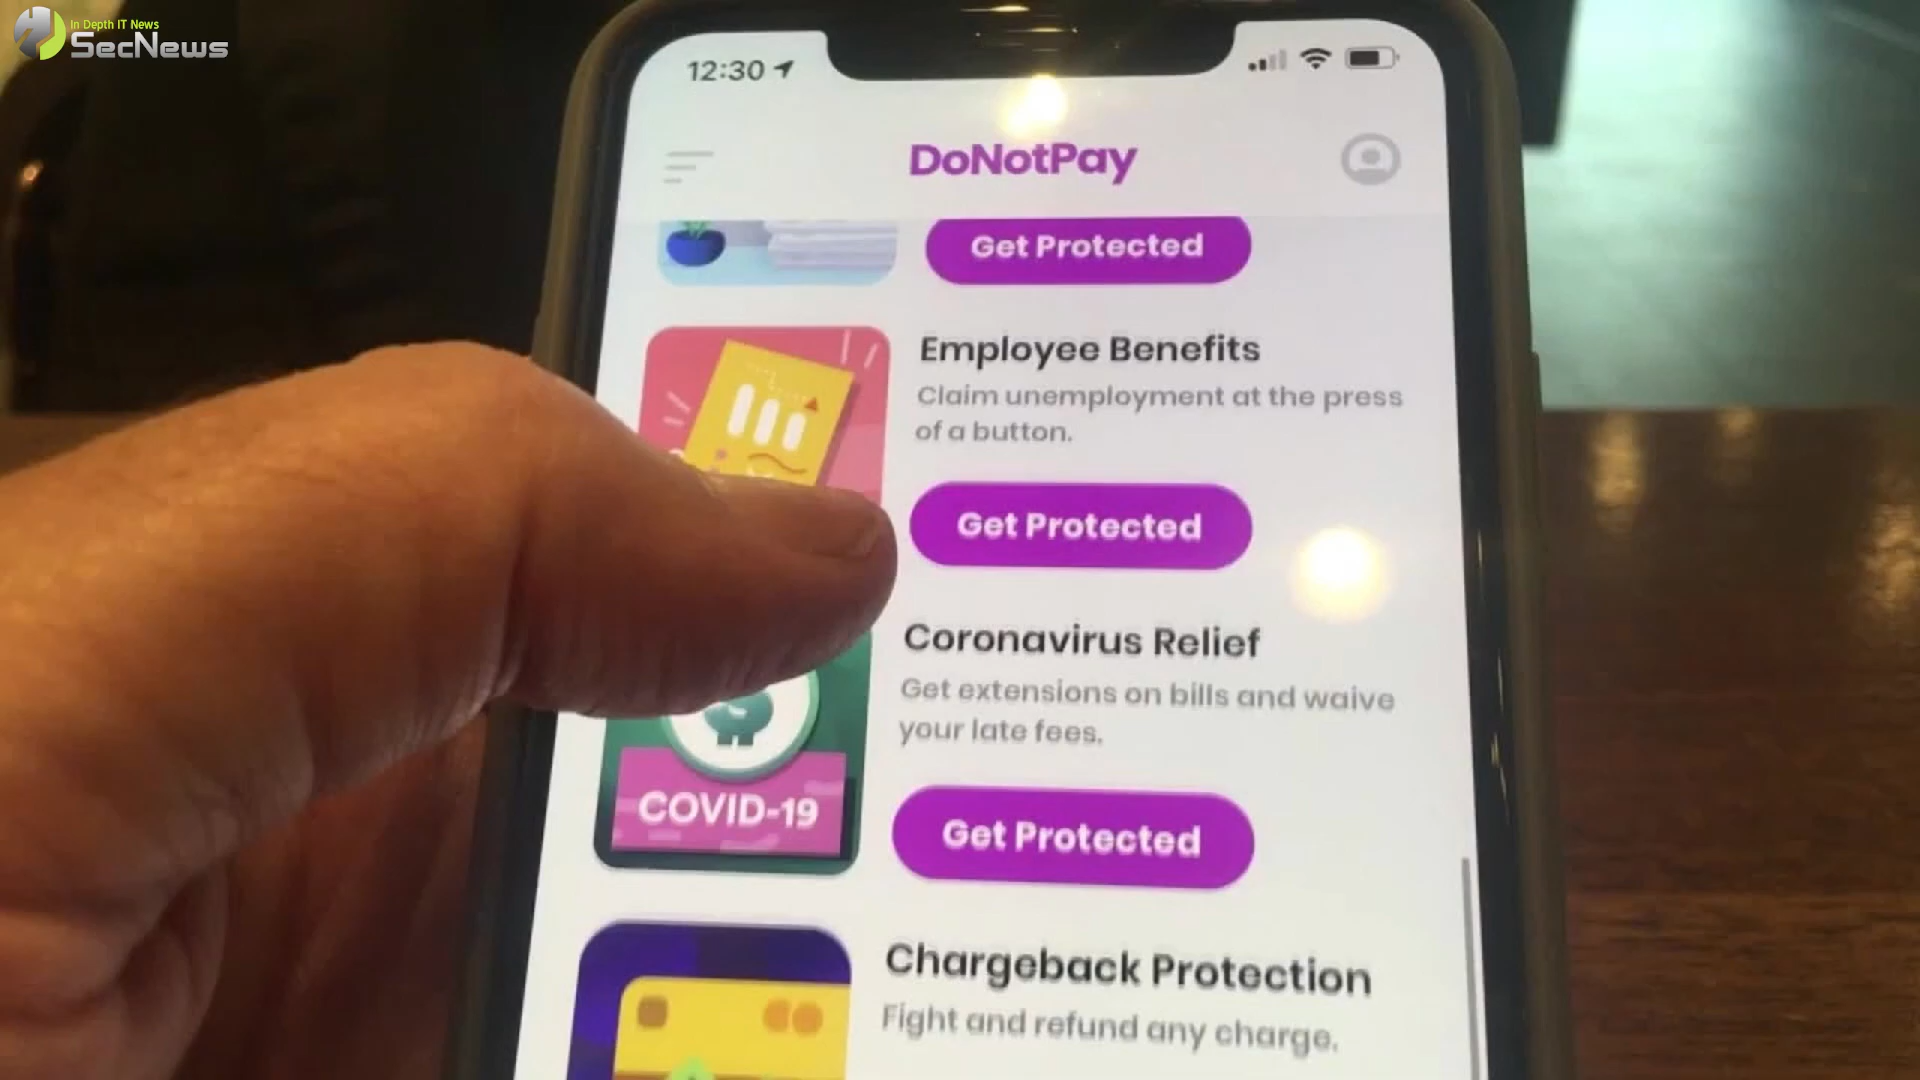 In Depth IT News
SecNews
12:30
DoNotPay
Get Protected
Employee Benefits
Claim unemployment at the press
of a button.
Get Protected
Coronavirus Relief
Get extensions on bills and waive
your late fees.
COVID-19
Get Protected
Chargeback Protection
Fight and refund any charge.